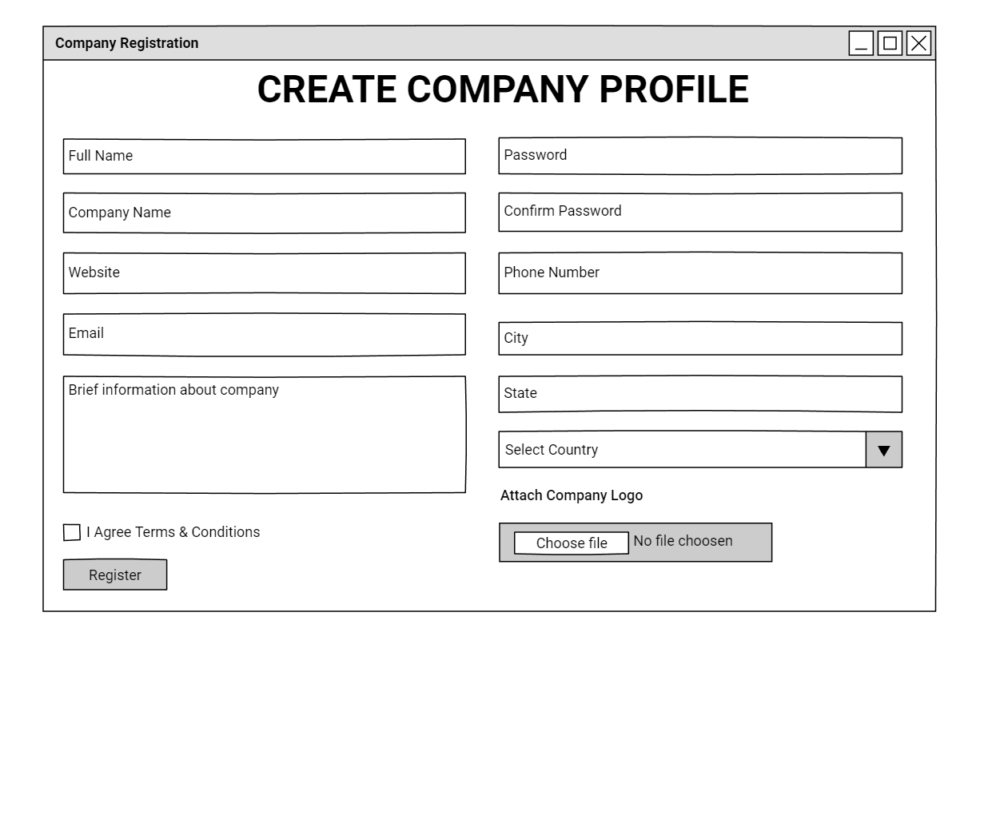 Company Registration
CREATE COMPANY PROFILE
Full Name
Company Name
Website
Email
Brief information about company
I Agree Terms & Conditions
Register
Password
Confirm Password
Phone Number
City
State
Select Country
Attach Company Logo
Choose file No file choosen